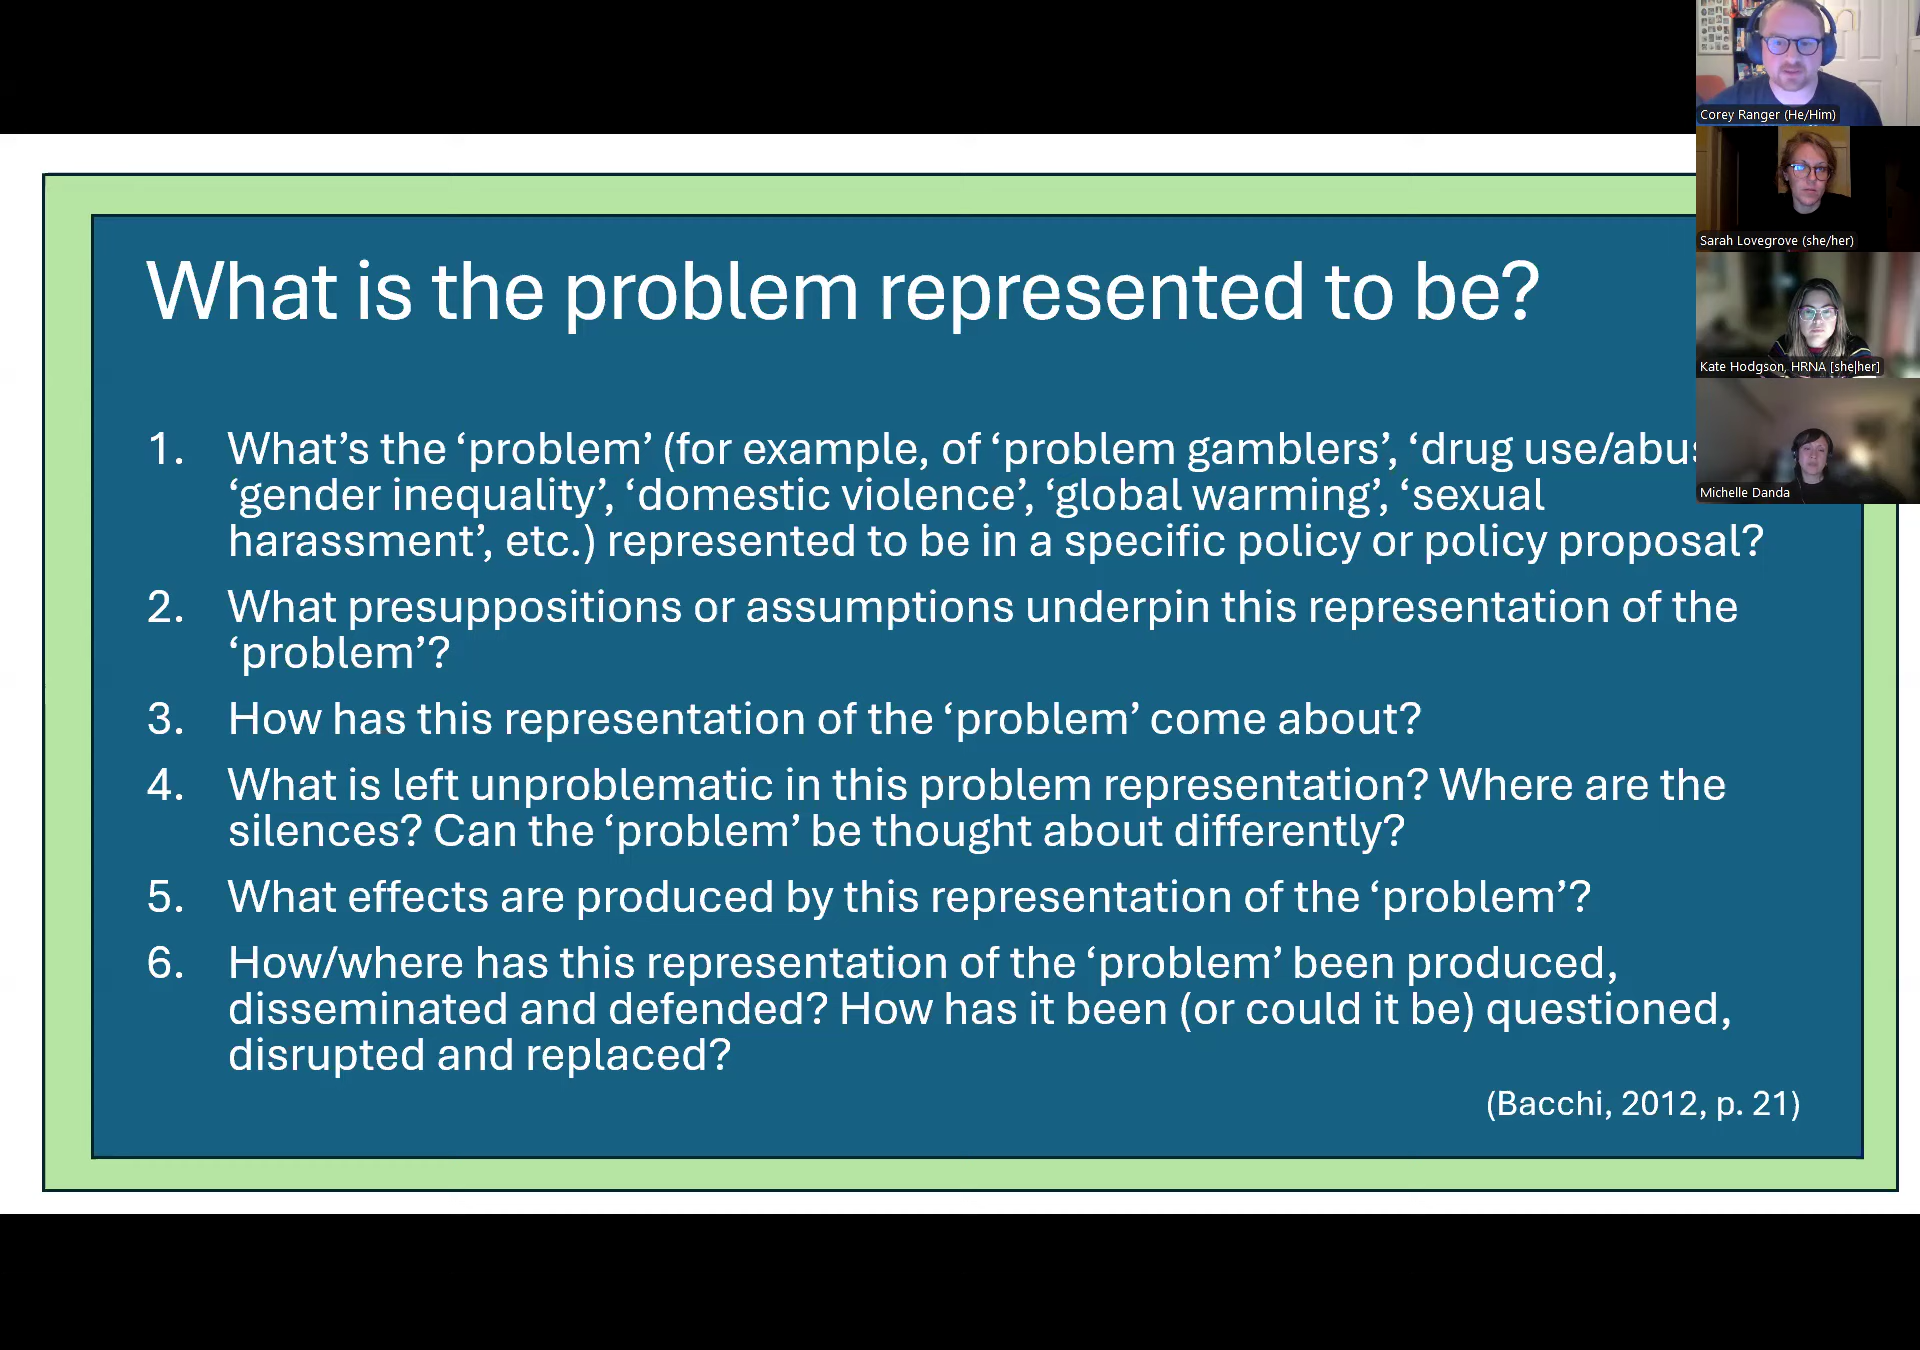 What is the problem represented to be?
1. What’s the ‘problem’ (for example, of ‘problem gamblers’, ‘drug use/abus
‘gender inequality’, ‘domestic violence’, ‘global warming’, ‘sexual
harassment’, etc.) represented to be in a specific policy or policy proposal?
2. What presuppositions or assumptions underpin this representation of the
‘problem’?
3. How has this representation of the ‘problem’ come about?
4. What is left unproblematic in this problem representation? Where are the
silences? Can the ‘problem’ be thought about differently?
5. What effects are produced by this representation of the ‘problem’?
6. How/where has this representation of the ‘problem’ been produced,
disseminated and defended? How has it been (or could it be) questioned,
disrupted and replaced?
(Bacchi, 2012, p. 21)
Corey Ranger (He/Him)
Sarah Lovegrove (she/her)
Kate Hodgson, HRNA [she|her]
Michelle Danda